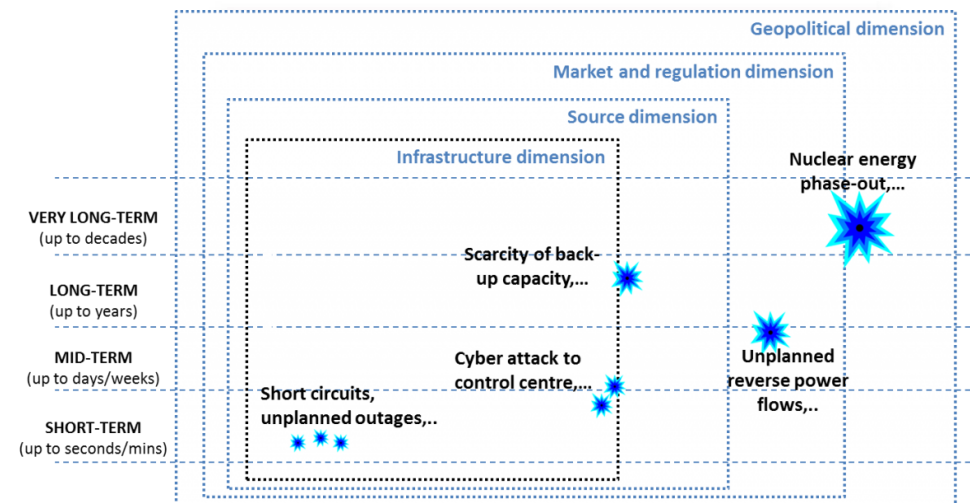 Geopolitical dimension
Market and regulation dimension
Source dimension
Infrastructure dimension
Nuclear energy
phase-out,...
VERY LONG-TERM
(up to decades)
Scarcity of back-
up capacity,...
LONG-TERM
(up to years)
MID-TERM
(up to days/weeks)
Cyber attack to
control centre,...
Unplanned
reverse power
flows,..
Short circuits,
unplanned outages,..
SHORT-TERM
(up to seconds/mins)